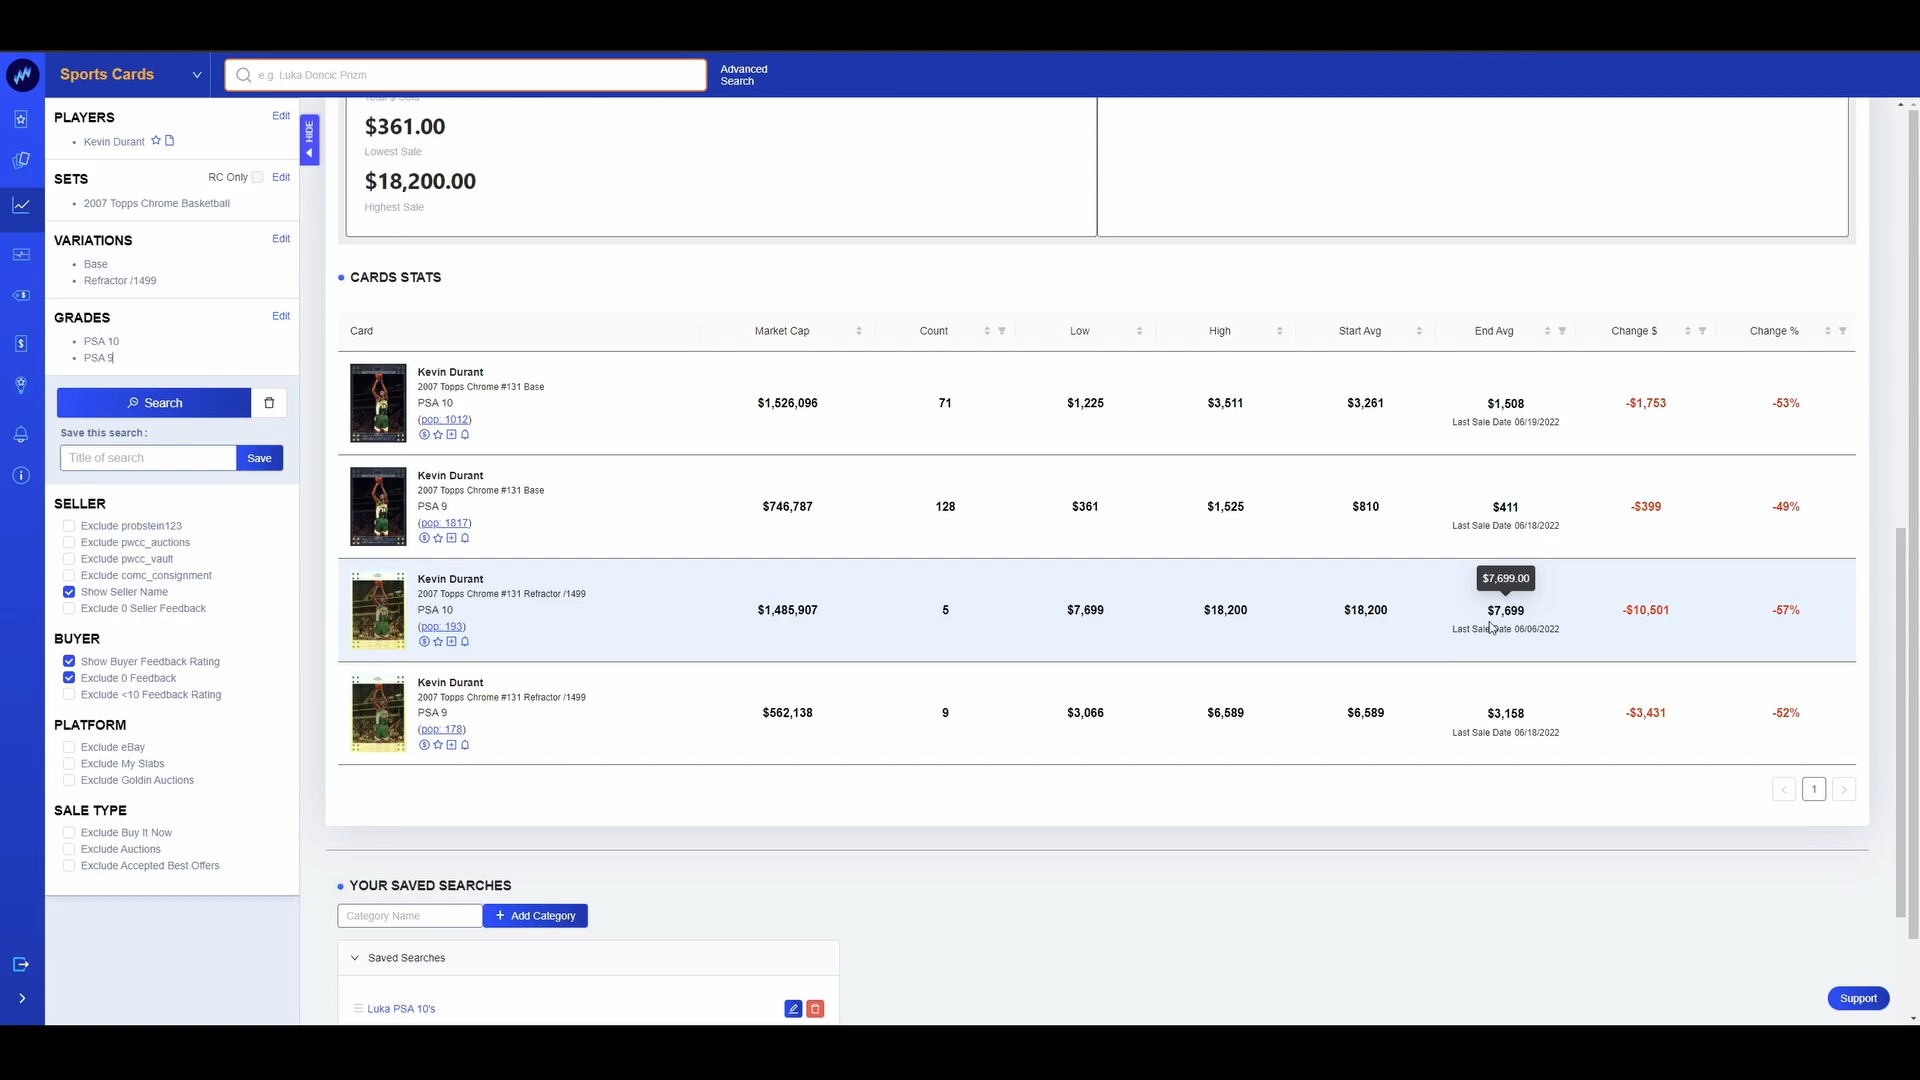 Sports Cards
e.g. Luka Doncic Prizm
Advanced
Search
PLAYERS
Edit
Kevin Durant
SETS
RC Only
Edit
2007 Topps Chrome Basketball
VARIATIONS
Edit
Base
Refractor /1499
GRADES
Edit
PSA 10
PSA 9
Search
Save this search:
Title of search
Save
SELLER
Exclude probstein123
Exclude pwcc_auctions
Exclude pwcc_vault
Exclude comc_consignment
Show Seller Name
Exclude 0 Seller Feedback
BUYER
Show Buyer Feedback Rating
Exclude 0 Feedback
Exclude <10 Feedback Rating
PLATFORM
Exclude eBay
Exclude My Slabs
Exclude Goldin Auctions
SALE TYPE
Exclude Buy It Now
Exclude Auctions
Exclude Accepted Best Offers
HIDE
Total $ Sold
$361.00
Lowest Sale
$18,200.00
Highest Sale
CARDS STATS
Card Market Cap Count Low High Start Avg End Avg Change $ Change %
Kevin Durant
2007 Topps Chrome #131 Base
PSA 10
(pop: 1012)
$1,526,096 71 $1,225 $3,511 $3,261 $1,508 -$1,753 -53%
Last Sale Date 06/19/2022
Kevin Durant
2007 Topps Chrome #131 Base
PSA 9
(pop: 1817)
$746,787 128 $361 $1,525 $810 $411 -$399 -49%
Last Sale Date 06/18/2022
$7,699.00
Kevin Durant
2007 Topps Chrome #131 Refractor /1499
PSA 10
(pop: 193)
$1,485,907 5 $7,699 $18,200 $18,200 $7,699 -$10,501 -57%
Last Sale Date 06/06/2022
Kevin Durant
2007 Topps Chrome #131 Refractor /1499
PSA 9
(pop: 178)
$562,138 9 $3,066 $6,589 $6,589 $3,158 -$3,431 -52%
Last Sale Date 06/18/2022
1
YOUR SAVED SEARCHES
Category Name
+ Add Category
Saved Searches
Luka PSA 10's
Support